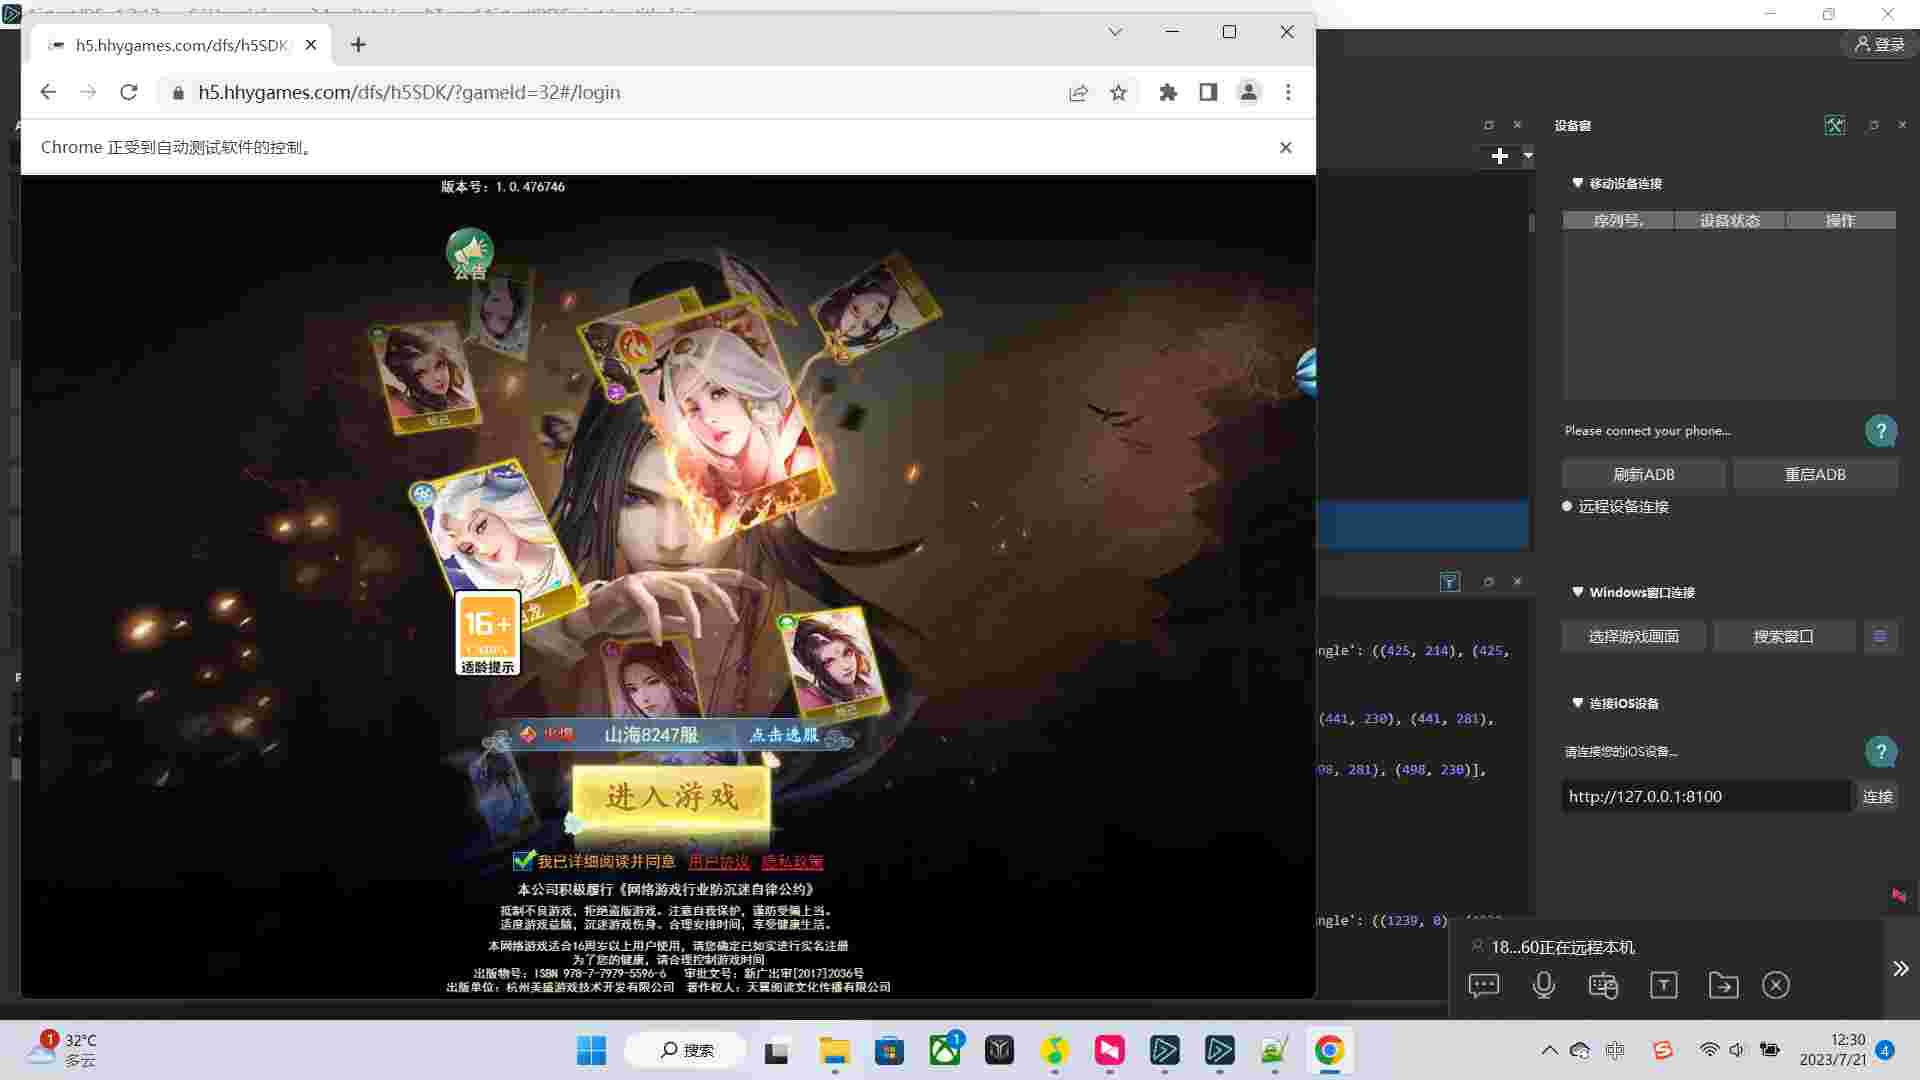 h5.hhygames.com/dfs/h5SDK
登录
h5.hhygames.com/dfs/h5SDK/?gameId=32#/login
Chrome 正受到自动测试软件的控制。
版本号: 1.0.476746
公告
16+
适龄提示
火爆 山海8247服 点击选服
进入游戏
我已详细阅读并同意 用户协议 隐私政策
本公司积极履行《网络游戏行业防沉迷自律公约》
抵制不良游戏, 拒绝盗版游戏。注意自我保护, 谨防受骗上当。
适度游戏益脑, 沉迷游戏伤身。合理安排时间, 享受健康生活。
本网络游戏适合16周岁以上用户使用, 请您确定已如实进行实名注册
为了您的健康, 请合理控制游戏时间
出版物号: ISBN 978-7-7979-5596-6 审批文号: 新广出审[2017]2036号
出版单位: 杭州美盛游戏技术开发有限公司 著作权人: 天翼阅读文化传播有限公司
ngle': ((425, 214), (425,
(441, 230), (441, 281),
98, 281), (498, 230)],
ngle': ((1239, 0)
设备窗
移动设备连接
序列号. 设备状态 操作
Please connect your phone...
?
刷新ADB 重启ADB
远程设备连接
Windows窗口连接
选择游戏画面 搜索窗口
连接iOS设备
请连接您的iOS设备...
?
http://127.0.0.1:8100 连接
18...60正在远程本机
1
32°C
多云
搜索
1
中
12:30
2023/7/21
4